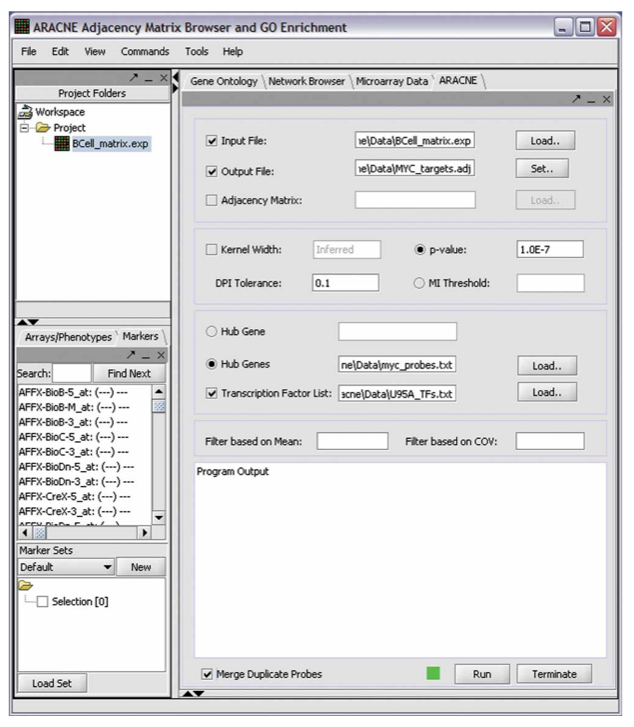 ARACNE Adjacency Matrix Browser and GO Enrichment
File Edit View Commands Tools Help
Project Folders
Workspace
Project
BCell_matrix.exp
Gene Ontology Network Browser Microarray Data ARACNE
Input File: ıe\Data\BCell_matrix.exp Load..
Output File: ıe\Data\MYC_targets.adj Set..
Adjacency Matrix: Load..
Kernel Width: Inferred p-value: 1.0E-7
DPI Tolerance: 0.1 MI Threshold:
Hub Gene
Hub Genes ne\Data\myc_probes.txt Load..
Transcription Factor List: acne\Data\U95A_TFs.txt Load..
Filter based on Mean: Filter based on COV:
Program Output
Merge Duplicate Probes Run Terminate
Arrays/Phenotypes Markers
Search: Find Next
AFFX-BioB-5_at: (---) ---
AFFX-BioB-M_at: (---) ---
AFFX-BioB-3_at: (---) ---
AFFX-BioC-5_at: (---) ---
AFFX-BioC-3_at: (---) ---
AFFX-BioDn-5_at: (---) ---
AFFX-BioDn-3_at: (---) ---
AFFX-CreX-5_at: (---) ---
AFFX-CreX-3_at: (---) ---
Marker Sets
Default New
Selection [0]
Load Set